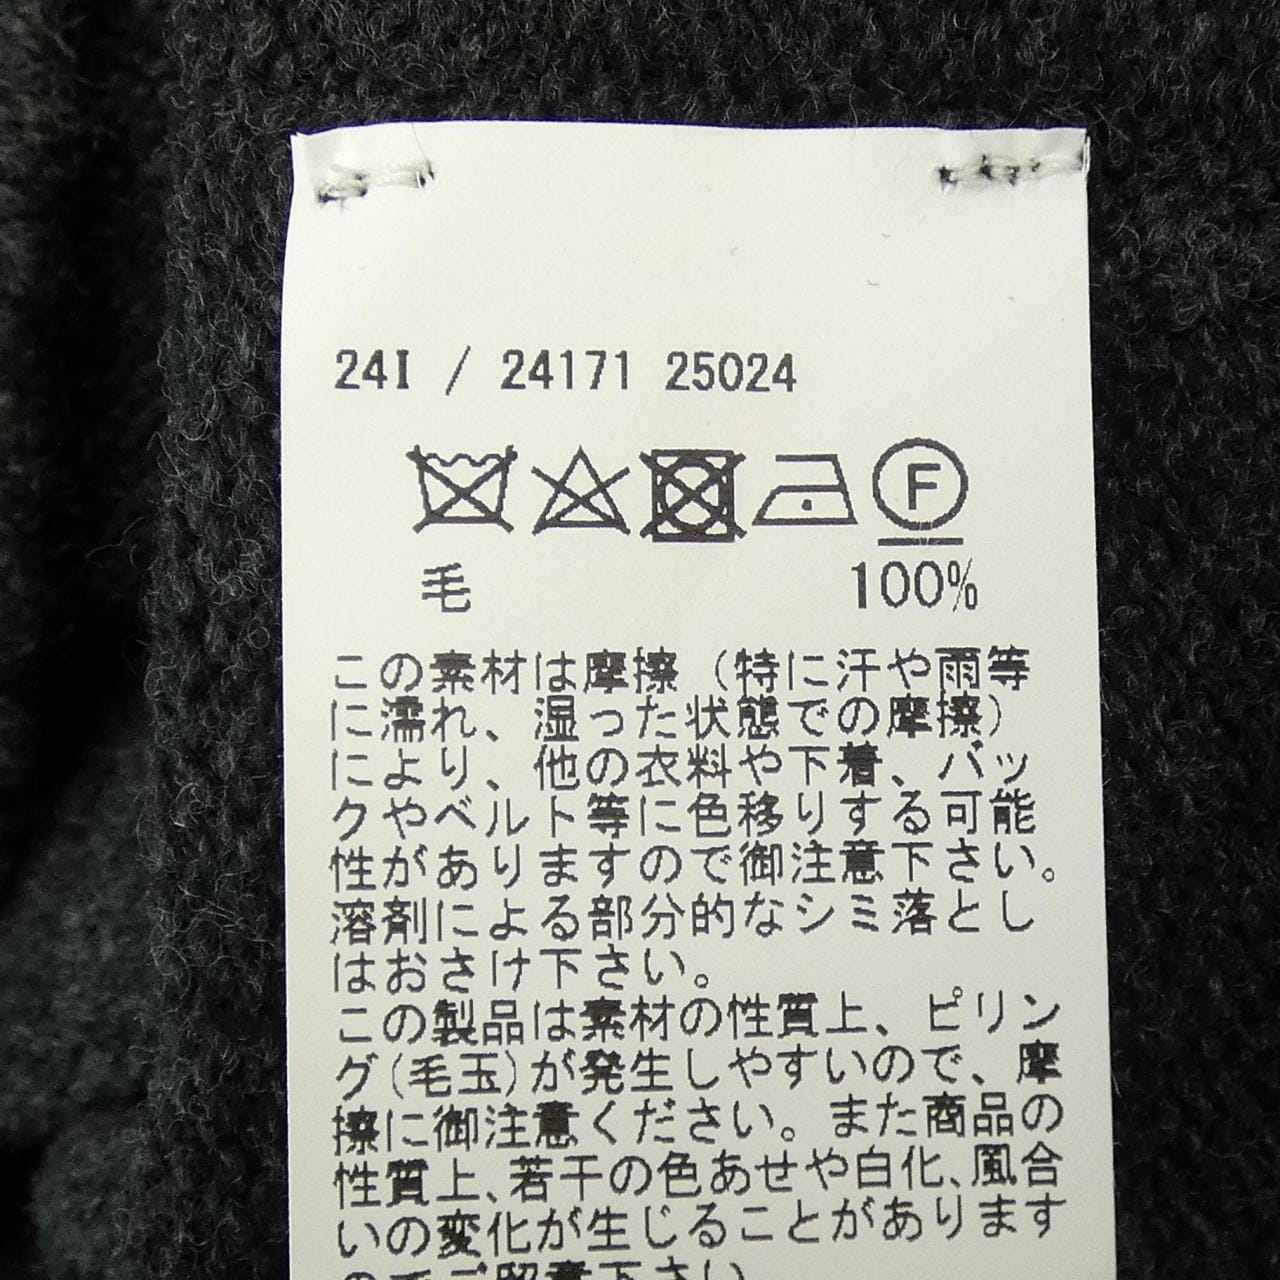 24I / 24171 25024
F
毛 100%
この素材は摩擦（特に汗や雨等
に濡れ、湿った状態での摩擦）
により、他の衣料や下着、バッ
クやベルト等に色移りする可能
性がありますので御注意下さい。
溶剤による部分的なシミ落とし
はおさけ下さい。
この製品は素材の性質上、ピリン
グ(毛玉)が発生しやすいので、摩
擦に御注意ください。また商品の
性質上、若干の色あせや白化、風合
いの変化が生じることがあります
のでご留意下さい。